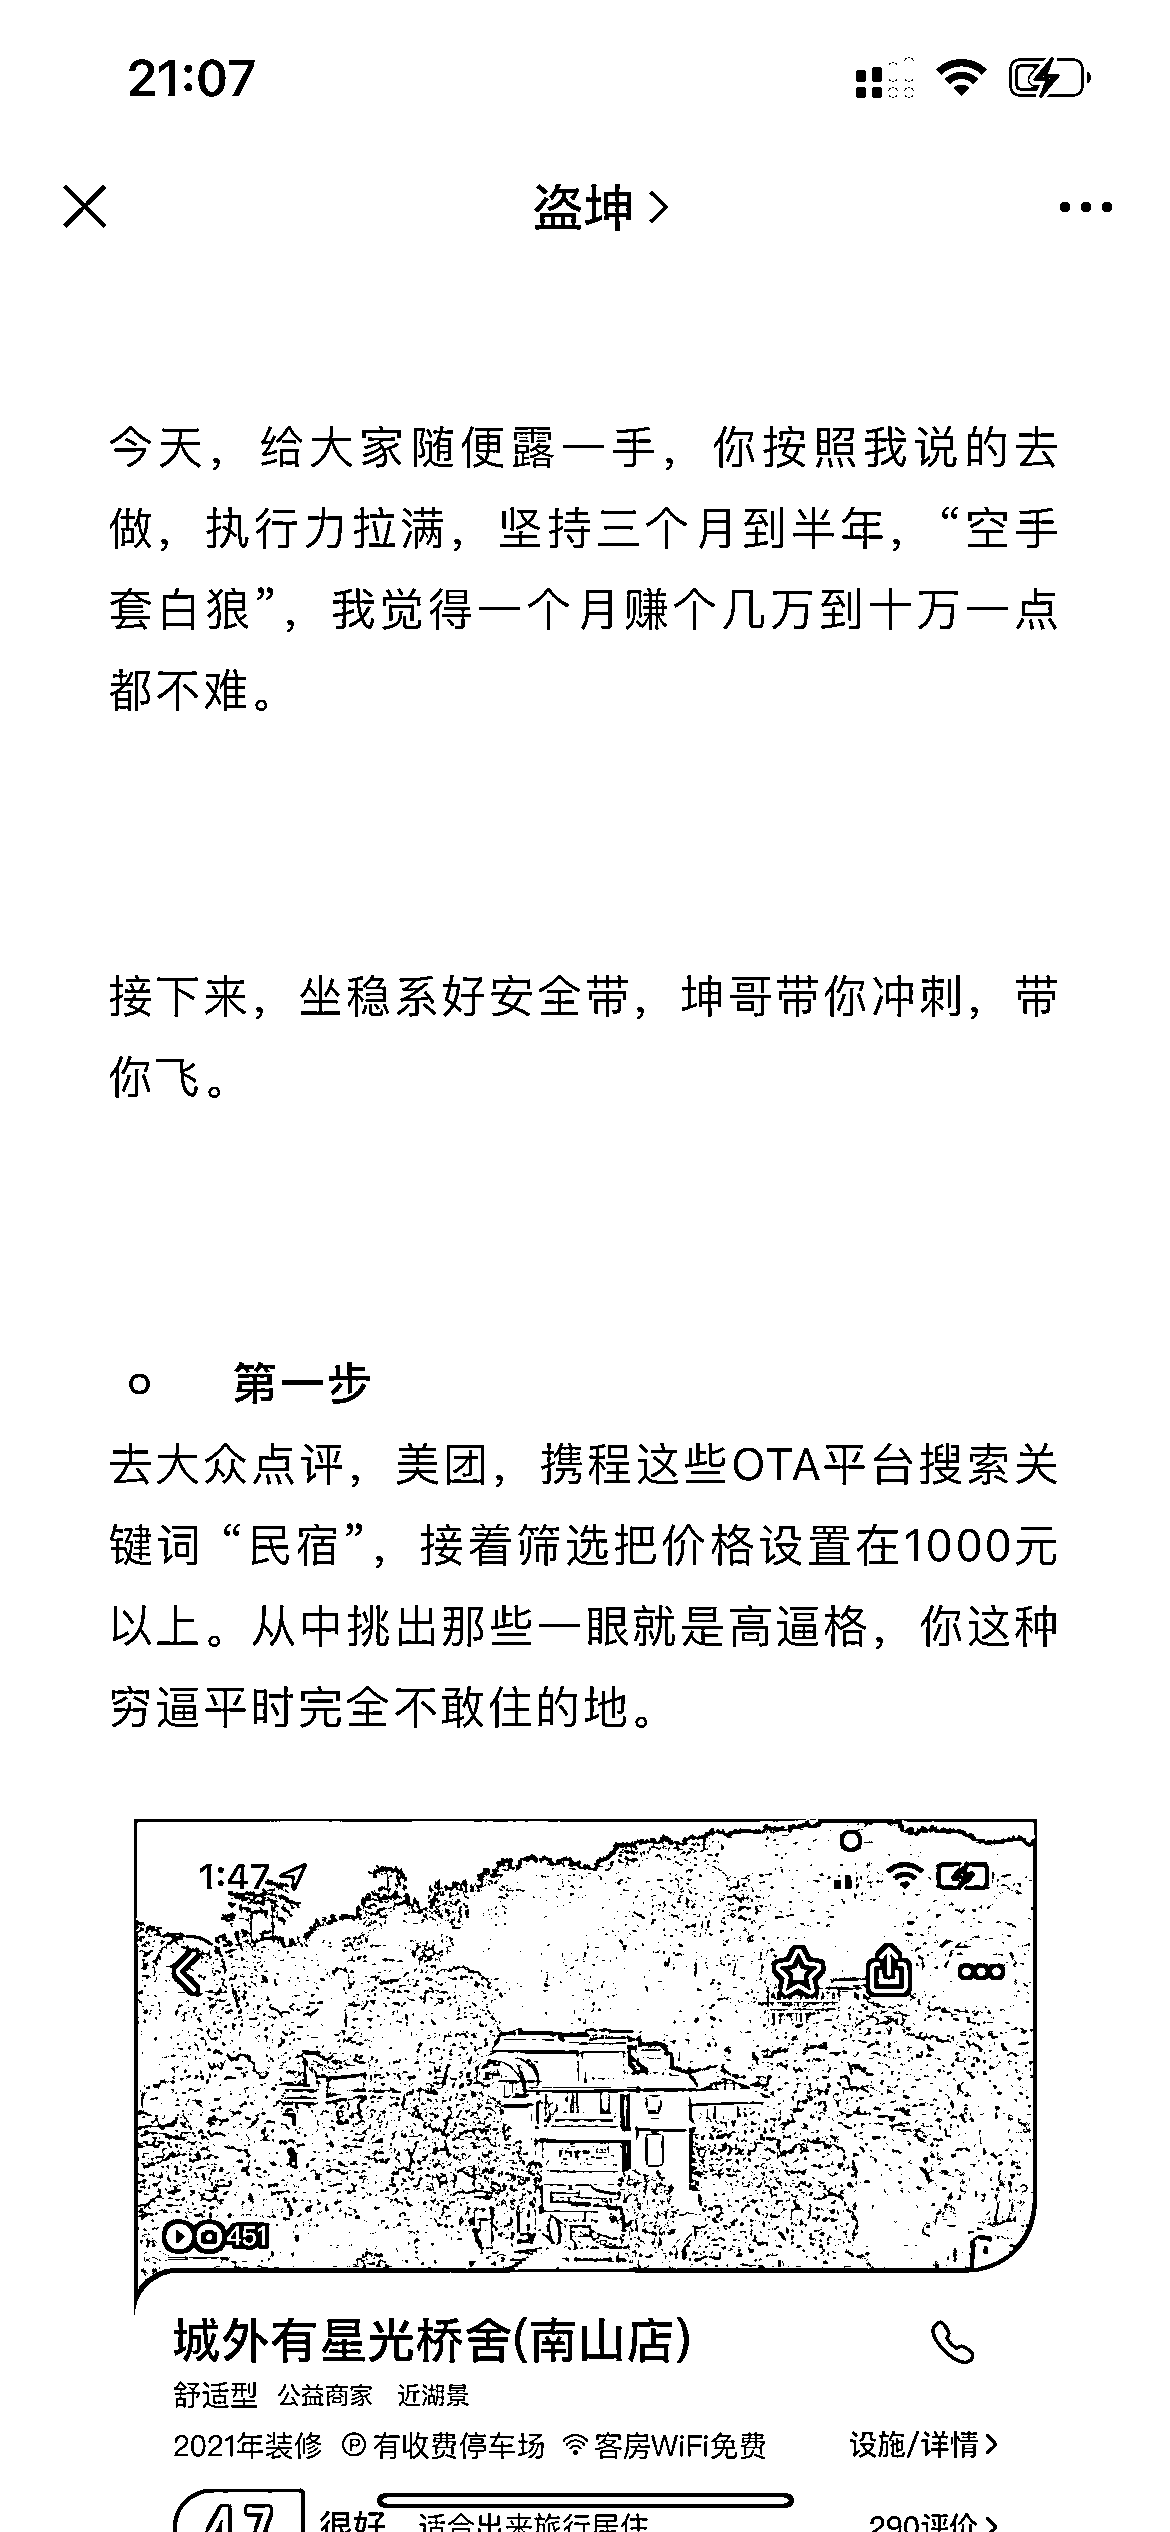 21:07
盗坤
今天，给大家随便露一手，你按照我说的去
做，执行力拉满，坚持三个月到半年，“空手
套白狼”，我觉得一个月赚个几万到十万一点
都不难。
接下来，坐稳系好安全带，坤哥带你冲刺，带
你飞。
第一步
去大众点评，美团，携程这些OTA平台搜索关
键词“民宿”，接着筛选把价格设置在1000元
以上。从中挑出那些一眼就是高逼格，你这种
穷逼平时完全不敢住的地。
1:47
451
城外有星光桥舍(南山店)
舒适型 公益商家 近湖景
2021年装修 Ⓟ有收费停车场 客房WiFi免费 设施/详情>
4.7 很好 适合出来旅行居住 290评价>